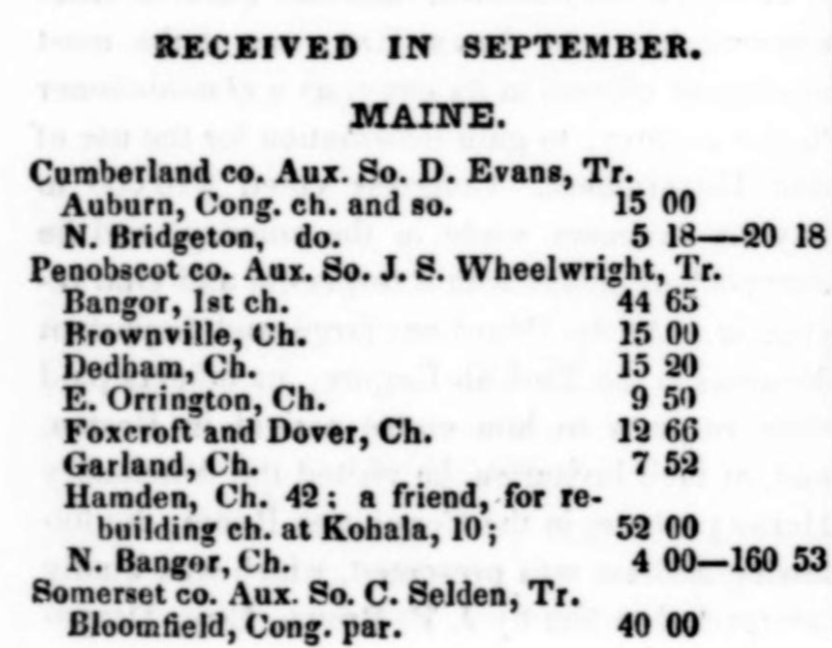 RECEIVED IN SEPTEMBER.
MAINE.
Cumberland co. Aux. So. D. Evans, Tr.
Auburn, Cong. ch. and so. 15 00
N. Bridgeton, do. 5 18—20 18
Penobscot co. Aux. So. J. S. Wheelwright, Tr.
Bangor, 1st ch. 44 65
Brownville, Ch. 15 00
Dedham, Ch. 15 20
E. Orrington, Ch. 9 50
Foxcroft and Dover, Ch. 12 66
Garland, Ch. 7 52
Hamden, Ch. 42; a friend, for re-
building ch. at Kohala, 10; 52 00
N. Bangor, Ch. 4 00—160 53
Somerset co. Aux. So. C. Selden, Tr.
Bloomfield, Cong. par. 40 00